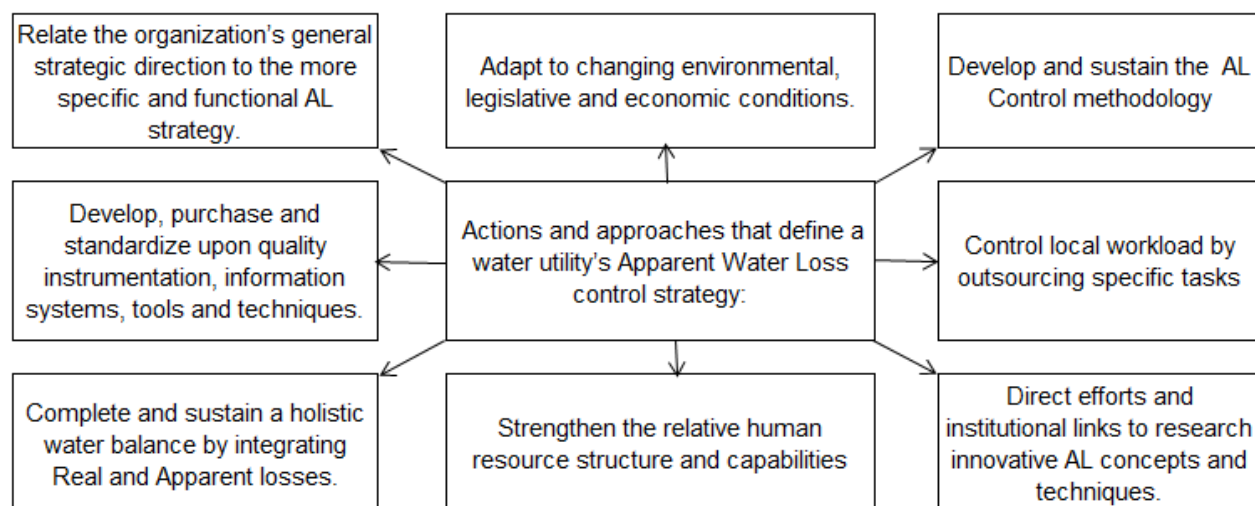 Relate the organization's general
strategic direction to the more
specific and functional AL
strategy.
Adapt to changing environmental,
legislative and economic conditions.
Develop and sustain the AL
Control methodology
Develop, purchase and
standardize upon quality
instrumentation, information
systems, tools and techniques.
Actions and approaches that define a
water utility's Apparent Water Loss
control strategy:
Control local workload by
outsourcing specific tasks
Complete and sustain a holistic
water balance by integrating
Real and Apparent losses.
Strengthen the relative human
resource structure and capabilities
Direct efforts and
institutional links to research
innovative AL concepts and
techniques.